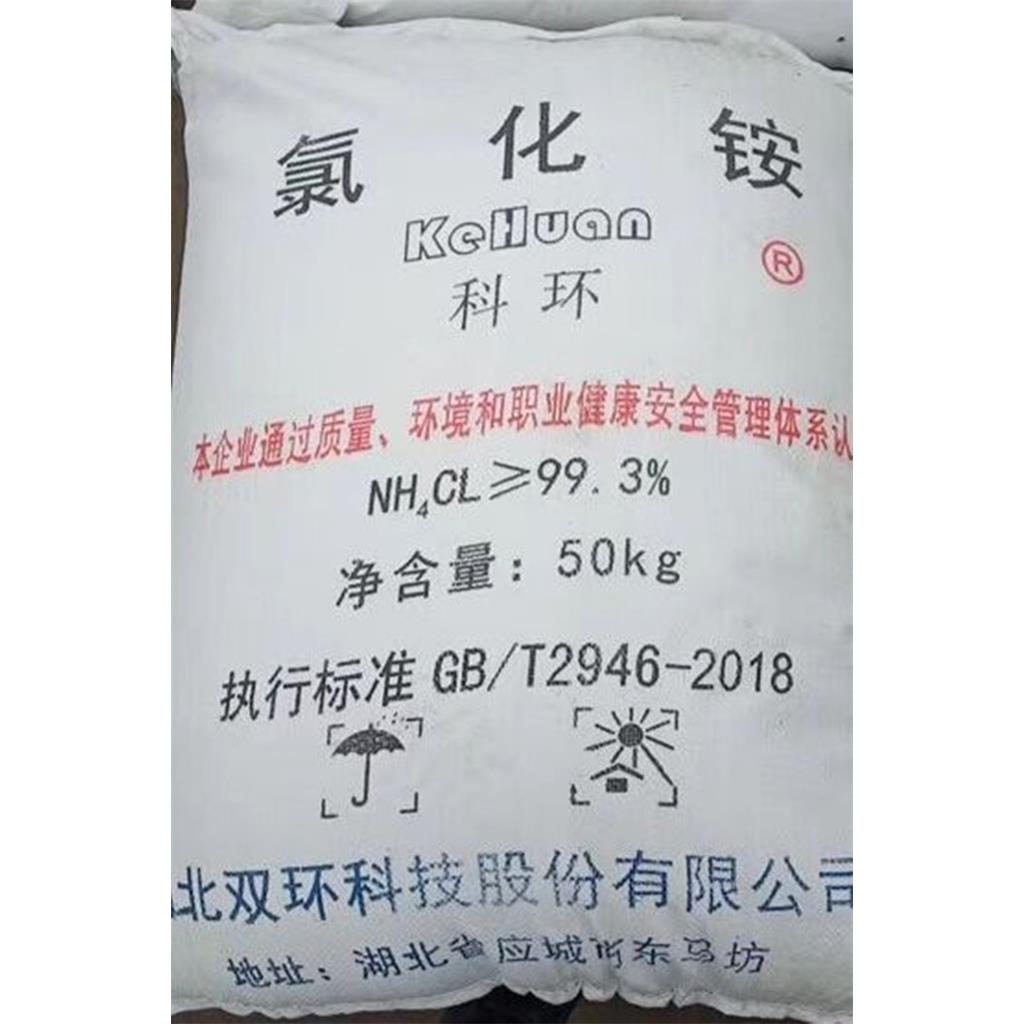 氯化铵
KeHuan
科环
®
本企业通过质量、环境和职业健康安全管理体系认
NH₄CL≥99.3%
净含量：50kg
执行标准 GB/T2946-2018
北双环科技股份有限公司
地址：湖北省应城市东马坊